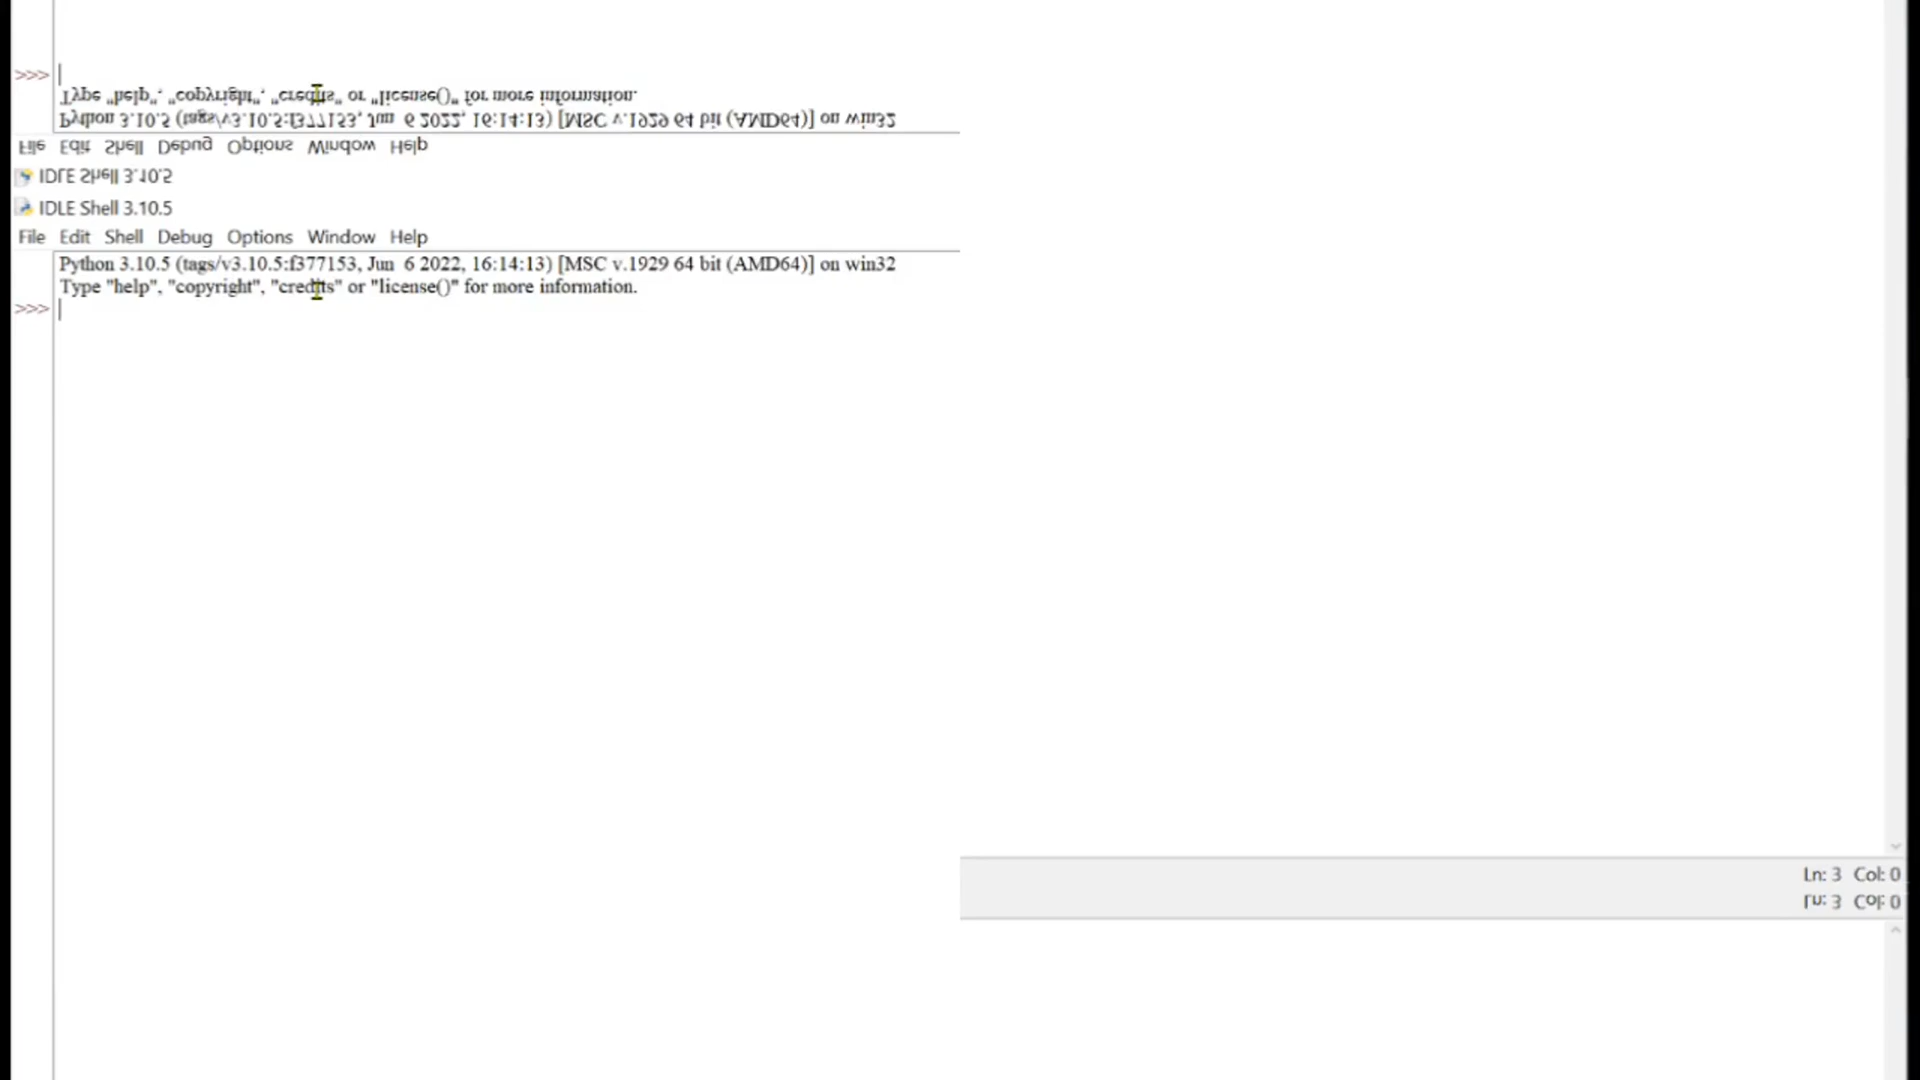 >>>
Type "help", "copyright", "credits" or "license()" for more information.
Python 3.10.5 (tags/v3.10.5:f377153, Jun  6 2022, 16:14:13) [MSC v.1929 64 bit (AMD64)] on win32
File Edit Shell Debug Options Window Help
IDLE Shell 3.10.5
IDLE Shell 3.10.5
File Edit Shell Debug Options Window Help
Python 3.10.5 (tags/v3.10.5:f377153, Jun  6 2022, 16:14:13) [MSC v.1929 64 bit (AMD64)] on win32
Type "help", "copyright", "credits" or "license()" for more information.
>>>
Ln: 3 Col: 0
Ln: 3 Col: 0